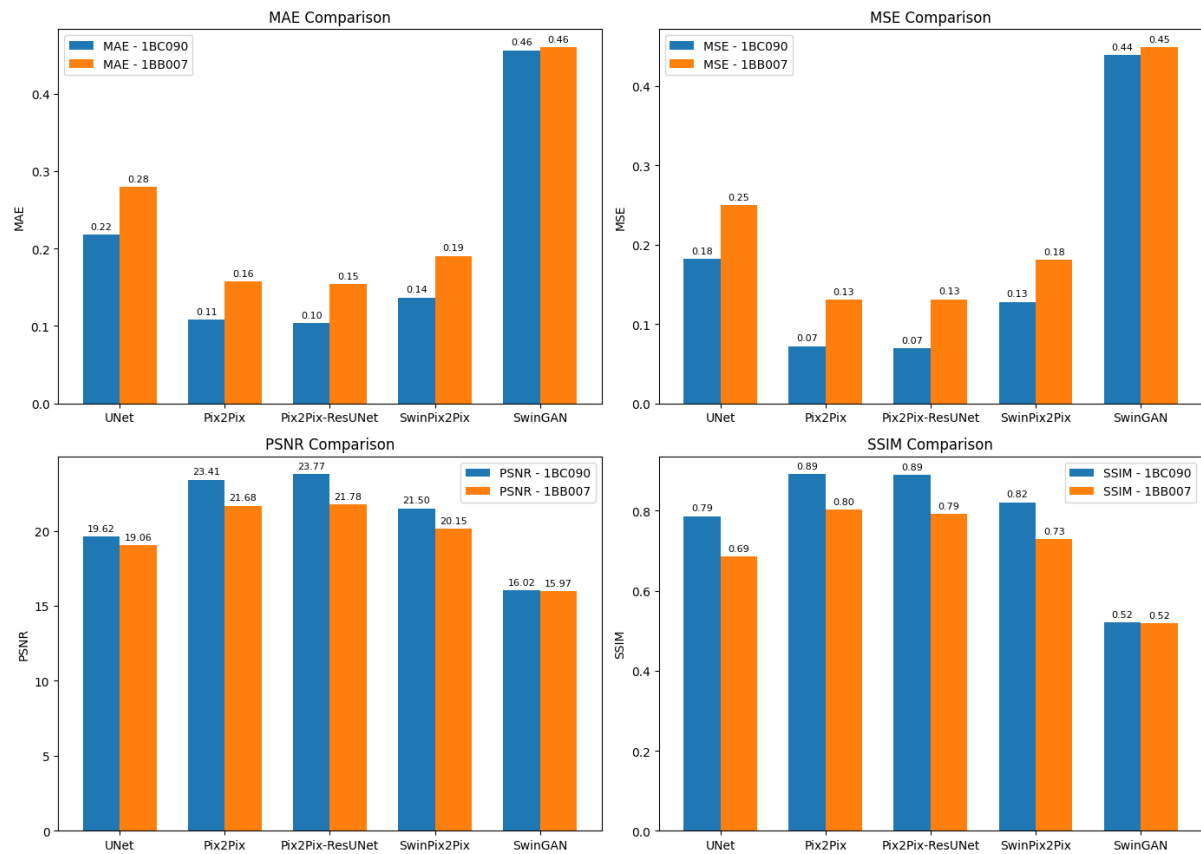 MAE Comparison
MAE - 1BC090
MAE - 1BB007
MAE
0.4
0.3
0.2
0.1
0.0
0.22
0.28
0.11
0.16
0.10
0.15
0.14
0.19
0.46
0.46
UNet
Pix2Pix
Pix2Pix-ResUNet
SwinPix2Pix
SwinGAN
MSE Comparison
MSE - 1BC090
MSE - 1BB007
MSE
0.4
0.3
0.2
0.1
0.0
0.18
0.25
0.07
0.13
0.07
0.13
0.13
0.18
0.44
0.45
UNet
Pix2Pix
Pix2Pix-ResUNet
SwinPix2Pix
SwinGAN
PSNR Comparison
PSNR - 1BC090
PSNR - 1BB007
PSNR
20
15
10
5
0
19.62
19.06
23.41
21.68
23.77
21.78
21.50
20.15
16.02
15.97
UNet
Pix2Pix
Pix2Pix-ResUNet
SwinPix2Pix
SwinGAN
SSIM Comparison
SSIM - 1BC090
SSIM - 1BB007
SSIM
0.8
0.6
0.4
0.2
0.0
0.79
0.69
0.89
0.80
0.89
0.79
0.82
0.73
0.52
0.52
UNet
Pix2Pix
Pix2Pix-ResUNet
SwinPix2Pix
SwinGAN